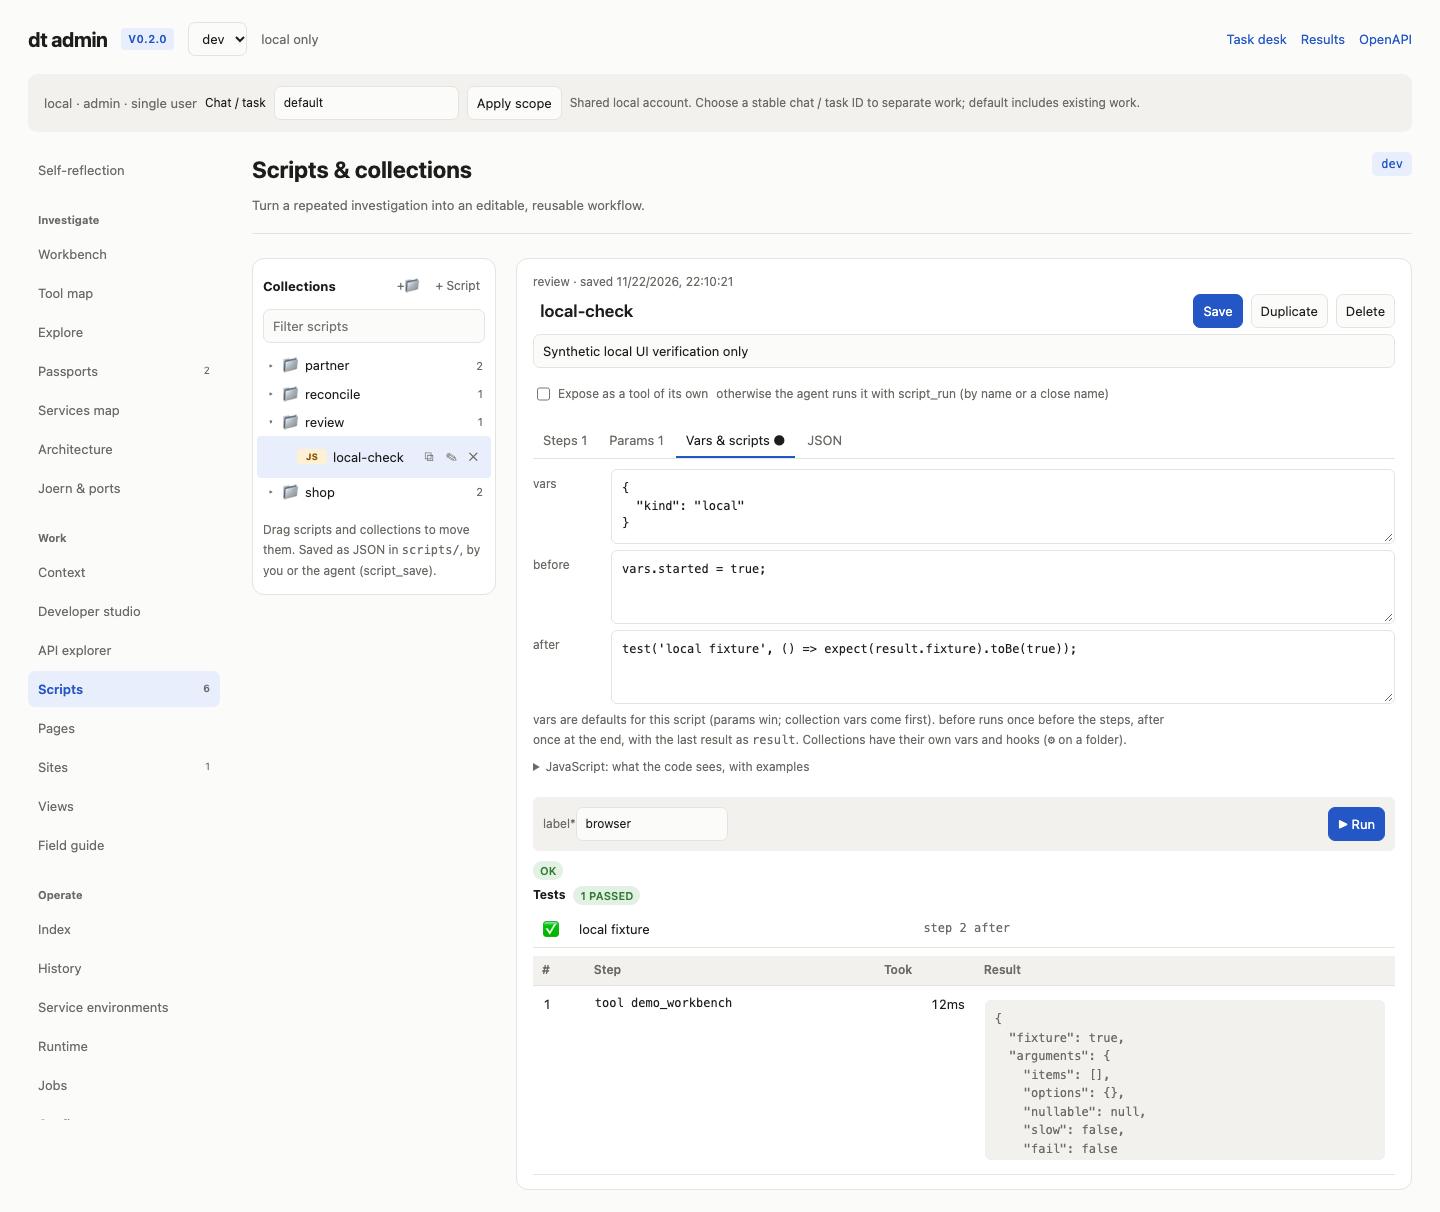 dt admin V0.2.0 dev local only Task desk Results OpenAPI
local · admin · single user Chat / task default Apply scope Shared local account. Choose a stable chat / task ID to separate work; default includes existing work.
Self-reflection
Investigate
Workbench
Tool map
Explore
Passports 2
Services map
Architecture
Joern & ports
Work
Context
Developer studio
API explorer
Scripts 6
Pages
Sites 1
Views
Field guide
Operate
Index
History
Service environments
Runtime
Jobs
Scripts & collections dev
Turn a repeated investigation into an editable, reusable workflow.
Collections + + Script
Filter scripts
partner 2
reconcile 1
review 1
JS local-check
shop 2
Drag scripts and collections to move
them. Saved as JSON in scripts/, by
you or the agent (script_save).
review · saved 11/22/2026, 22:10:21
local-check Save Duplicate Delete
Synthetic local UI verification only
Expose as a tool of its own otherwise the agent runs it with script_run (by name or a close name)
Steps 1 Params 1 Vars & scripts ● JSON
vars
{
"kind": "local"
}
before
vars.started = true;
after
test('local fixture', () => expect(result.fixture).toBe(true));
vars are defaults for this script (params win; collection vars come first). before runs once before the steps, after
once at the end, with the last result as result. Collections have their own vars and hooks (⚙ on a folder).
▶ JavaScript: what the code sees, with examples
label* browser ▶ Run
OK
Tests 1 PASSED
✅ local fixture step 2 after
# Step Took Result
1 tool demo_workbench 12ms
{
"fixture": true,
"arguments": {
"items": [],
"options": {},
"nullable": null,
"slow": false,
"fail": false